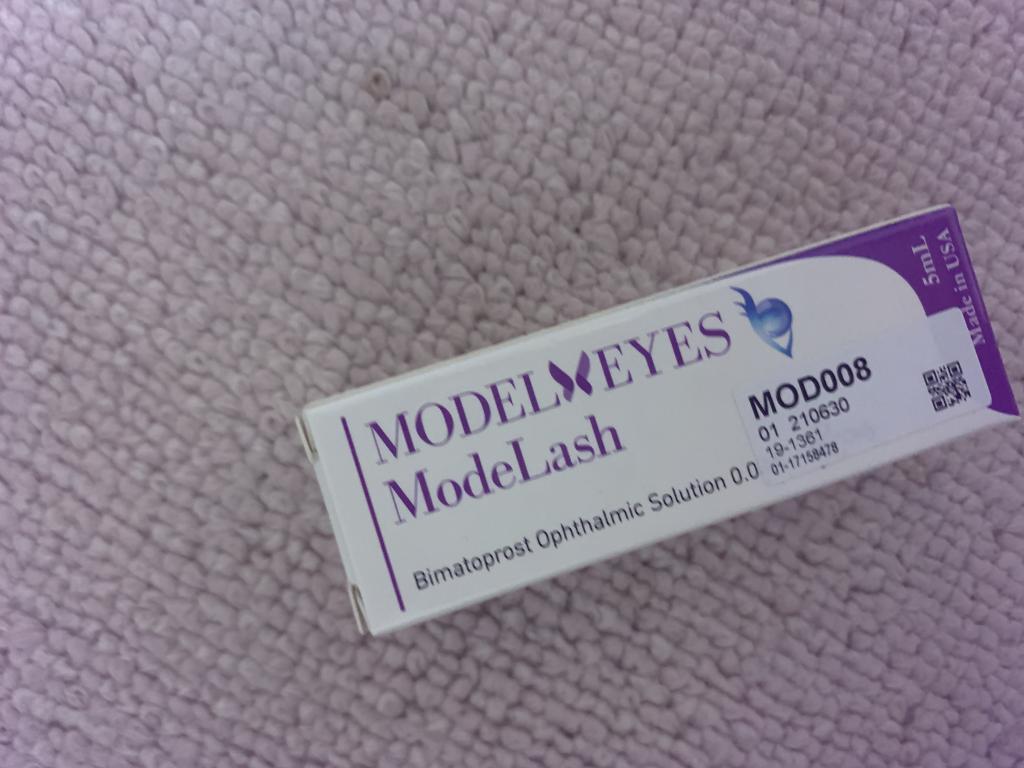 MODEL EYES
ModeLash
Bimatoprost Ophthalmic Solution 0.0
MOD008
01 210630
19-1361
01-17158478
5mL
Made in USA